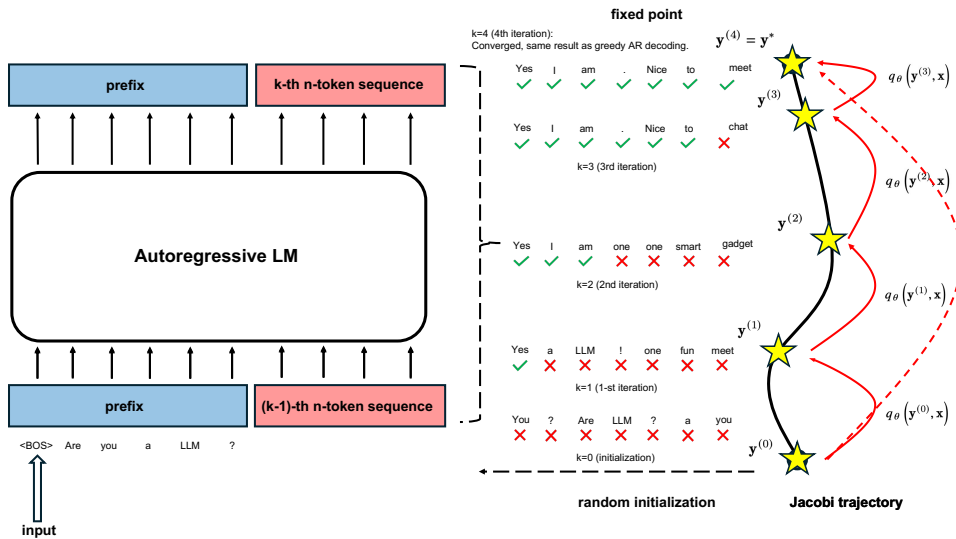 prefix
k-th n-token sequence
Autoregressive LM
prefix
(k-1)-th n-token sequence
<BOS> Are you a LLM ?
input
fixed point
k=4 (4th iteration):
Converged, same result as greedy AR decoding.
Yes I am . Nice to meet
Yes I am . Nice to chat
k=3 (3rd iteration)
Yes I am one one smart gadget
k=2 (2nd iteration)
Yes a LLM ! one fun meet
k=1 (1-st iteration)
You ? Are LLM ? a you
k=0 (initialization)
random initialization
y^(4) = y*
q_θ (y^(3), x)
y^(3)
q_θ (y^(2), x)
y^(2)
q_θ (y^(1), x)
y^(1)
q_θ (y^(0), x)
y^(0)
Jacobi trajectory